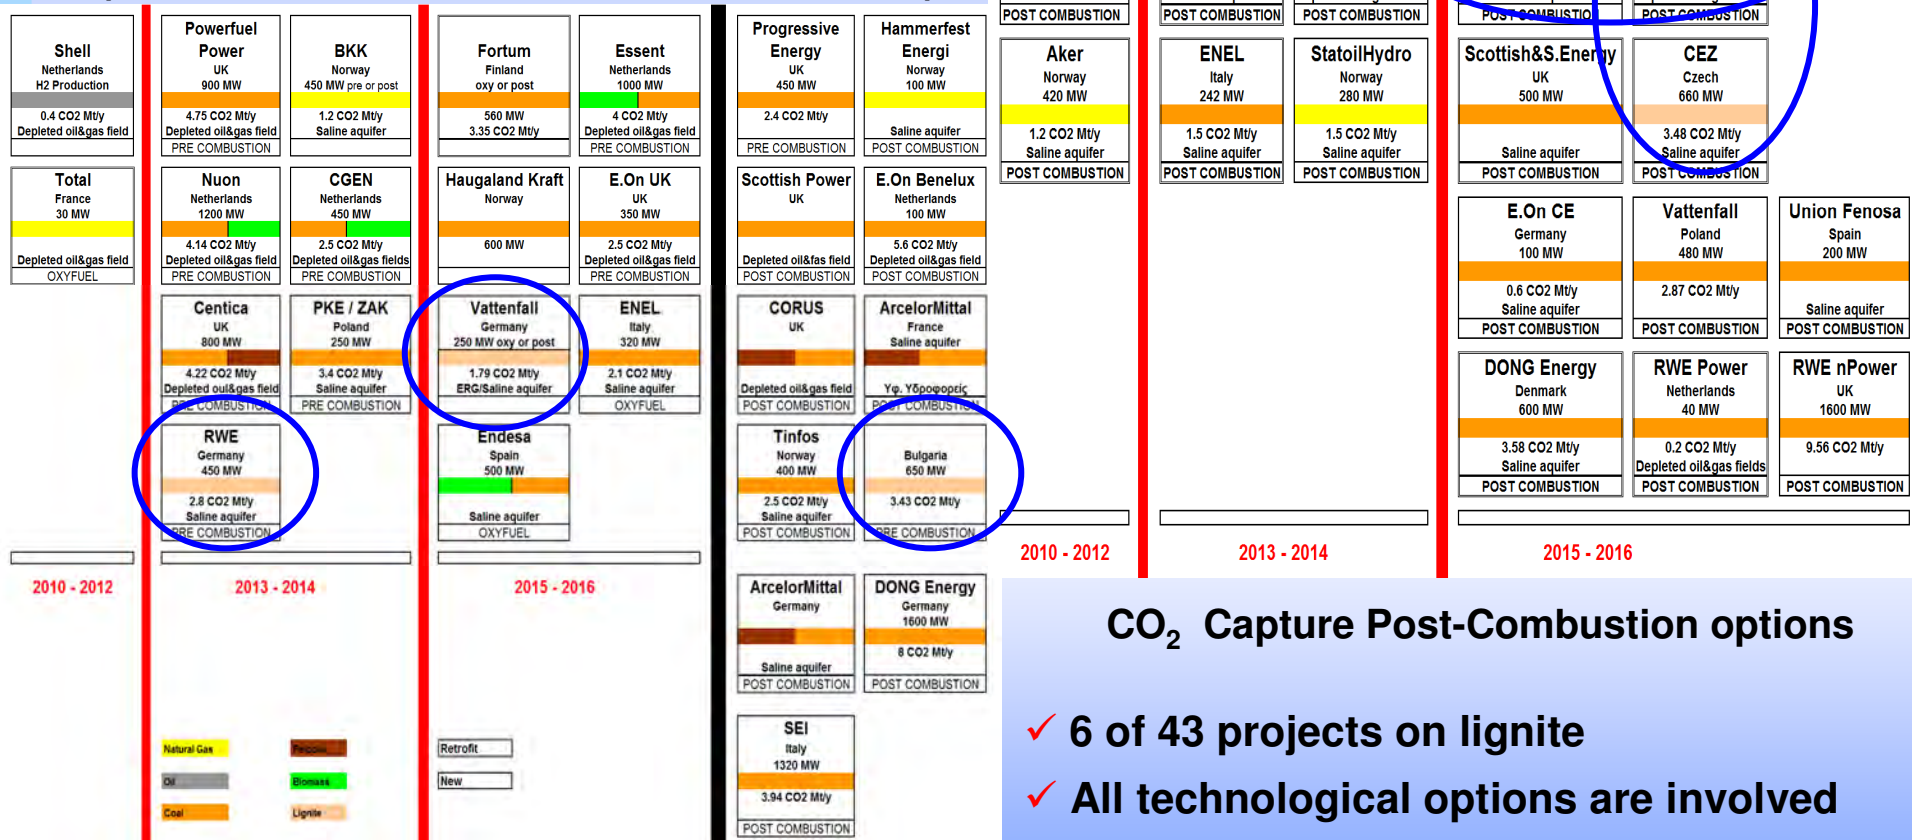 Shell
Netherlands
H2 Production
0.4 CO2 Mt/y
Depleted oil&gas field
Total
France
30 MW
Depleted oil&gas field
OXYFUEL
2010 - 2012
Powerfuel
Power
UK
900 MW
4.75 CO2 Mt/y
Depleted oil&gas field
PRE COMBUSTION
BKK
Norway
450 MW pre or post
1.2 CO2 Mt/y
Saline aquifer
Nuon
Netherlands
1200 MW
4.14 CO2 Mt/y
Depleted oil&gas field
PRE COMBUSTION
CGEN
Netherlands
450 MW
2.5 CO2 Mt/y
Depleted oil&gas fields
PRE COMBUSTION
Centica
UK
800 MW
4.22 CO2 Mt/y
Depleted oul&gas field
PRE COMBUSTION
PKE / ZAK
Poland
250 MW
3.4 CO2 Mt/y
Saline aquifer
PRE COMBUSTION
RWE
Germany
450 MW
2.8 CO2 Mt/y
Saline aquifer
PRE COMBUSTION
2013 - 2014
Fortum
Finland
oxy or post
560 MW
3.35 CO2 Mt/y
Essent
Netherlands
1000 MW
4 CO2 Mt/y
Depleted oil&gas field
PRE COMBUSTION
Haugaland Kraft
Norway
600 MW
E.On UK
UK
350 MW
2.5 CO2 Mt/y
Depleted oil&gas field
PRE COMBUSTION
Vattenfall
Germany
250 MW oxy or post
1.79 CO2 Mt/y
ERG/Saline aquifer
ENEL
Italy
320 MW
2.1 CO2 Mt/y
Saline aquifer
OXYFUEL
Endesa
Spain
500 MW
Saline aquifer
OXYFUEL
2015 - 2016
Progressive
Energy
UK
450 MW
2.4 CO2 Mt/y
PRE COMBUSTION
Hammerfest
Energi
Norway
100 MW
Saline aquifer
POST COMBUSTION
Scottish Power
UK
Depleted oil&fas field
POST COMBUSTION
E.On Benelux
Netherlands
100 MW
5.6 CO2 Mt/y
Depleted oil&gas field
POST COMBUSTION
CORUS
UK
Depleted oil&gas field
POST COMBUSTION
ArcelorMittal
France
Saline aquifer
Υφ. Υδροφορείς
POST COMBUSTION
Tinfos
Norway
400 MW
2.5 CO2 Mt/y
Saline aquifer
POST COMBUSTION
Bulgaria
650 MW
3.43 CO2 Mt/y
PRE COMBUSTION
ArcelorMittal
Germany
Saline aquifer
POST COMBUSTION
DONG Energy
Germany
1600 MW
8 CO2 Mt/y
POST COMBUSTION
SEI
Italy
1320 MW
3.94 CO2 Mt/y
POST COMBUSTION
Natural Gas
Oil
Coal
Biomass
Lignite
Retrofit
New
POST COMBUSTION
POST COMBUSTION
POST COMBUSTION
POST COMBUSTION
POST COMBUSTION
Aker
Norway
420 MW
1.2 CO2 Mt/y
Saline aquifer
POST COMBUSTION
2010 - 2012
ENEL
Italy
242 MW
1.5 CO2 Mt/y
Saline aquifer
POST COMBUSTION
StatoilHydro
Norway
280 MW
1.5 CO2 Mt/y
Saline aquifer
POST COMBUSTION
2013 - 2014
Scottish&S.Energy
UK
500 MW
Saline aquifer
POST COMBUSTION
CEZ
Czech
660 MW
3.48 CO2 Mt/y
Saline aquifer
POST COMBUSTION
E.On CE
Germany
100 MW
0.6 CO2 Mt/y
Saline aquifer
POST COMBUSTION
Vattenfall
Poland
480 MW
2.87 CO2 Mt/y
POST COMBUSTION
Union Fenosa
Spain
200 MW
Saline aquifer
POST COMBUSTION
DONG Energy
Denmark
600 MW
3.58 CO2 Mt/y
Saline aquifer
POST COMBUSTION
RWE Power
Netherlands
40 MW
0.2 CO2 Mt/y
Depleted oil&gas fields
POST COMBUSTION
RWE nPower
UK
1600 MW
9.56 CO2 Mt/y
POST COMBUSTION
2015 - 2016
CO₂ Capture Post-Combustion options
✓ 6 of 43 projects on lignite
✓ All technological options are involved